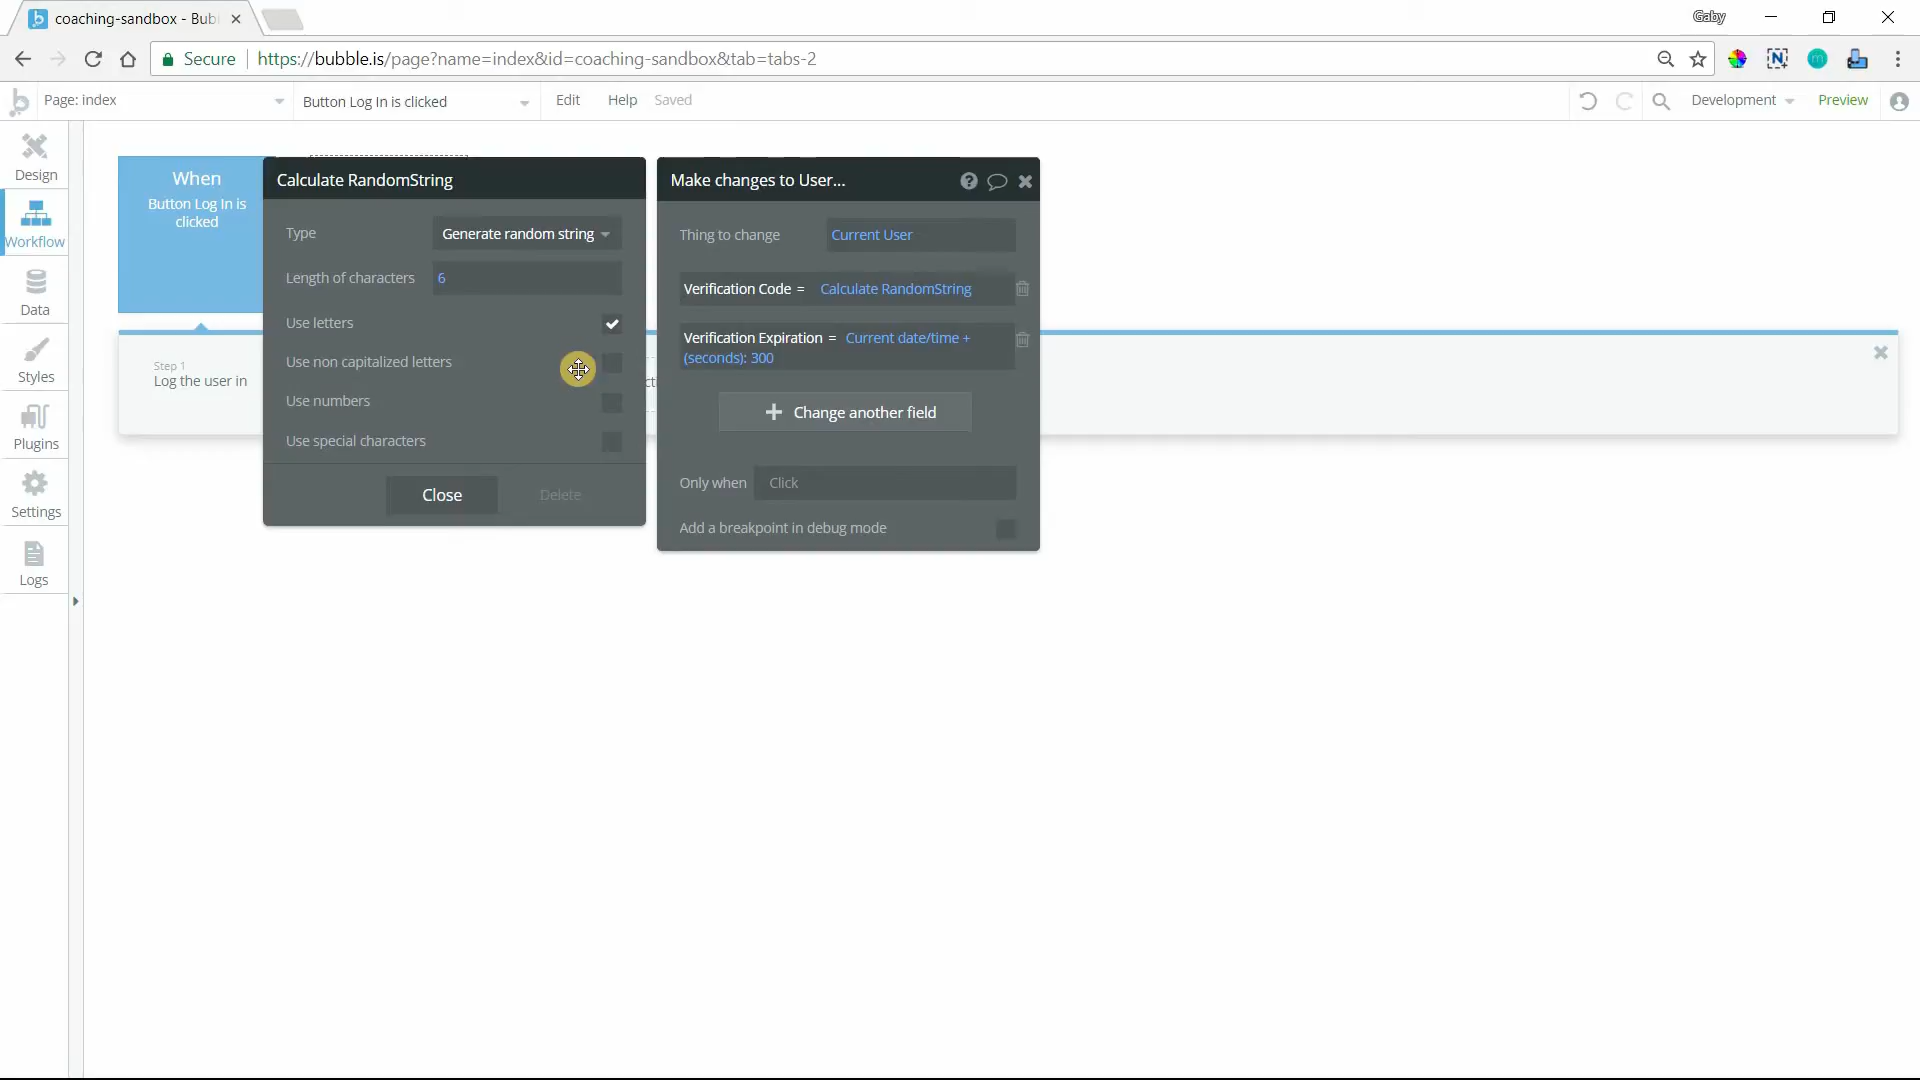 coaching-sandbox - Bub
Gaby
Secure
https://bubble.is/page?name=index&id=coaching-sandbox&tab=tabs-2
Page: index
Button Log In is clicked
Edit
Help
Saved
Development
Preview
Design
Workflow
Data
Styles
Plugins
Settings
Logs
When
Button Log In is
clicked
Step 1
Log the user in
Calculate RandomString
Type
Generate random string
Length of characters
6
Use letters
Use non capitalized letters
Use numbers
Use special characters
Close
Delete
Make changes to User...
Thing to change
Current User
Verification Code = Calculate RandomString
Verification Expiration = Current date/time +
(seconds): 300
Change another field
Only when
Click
Add a breakpoint in debug mode